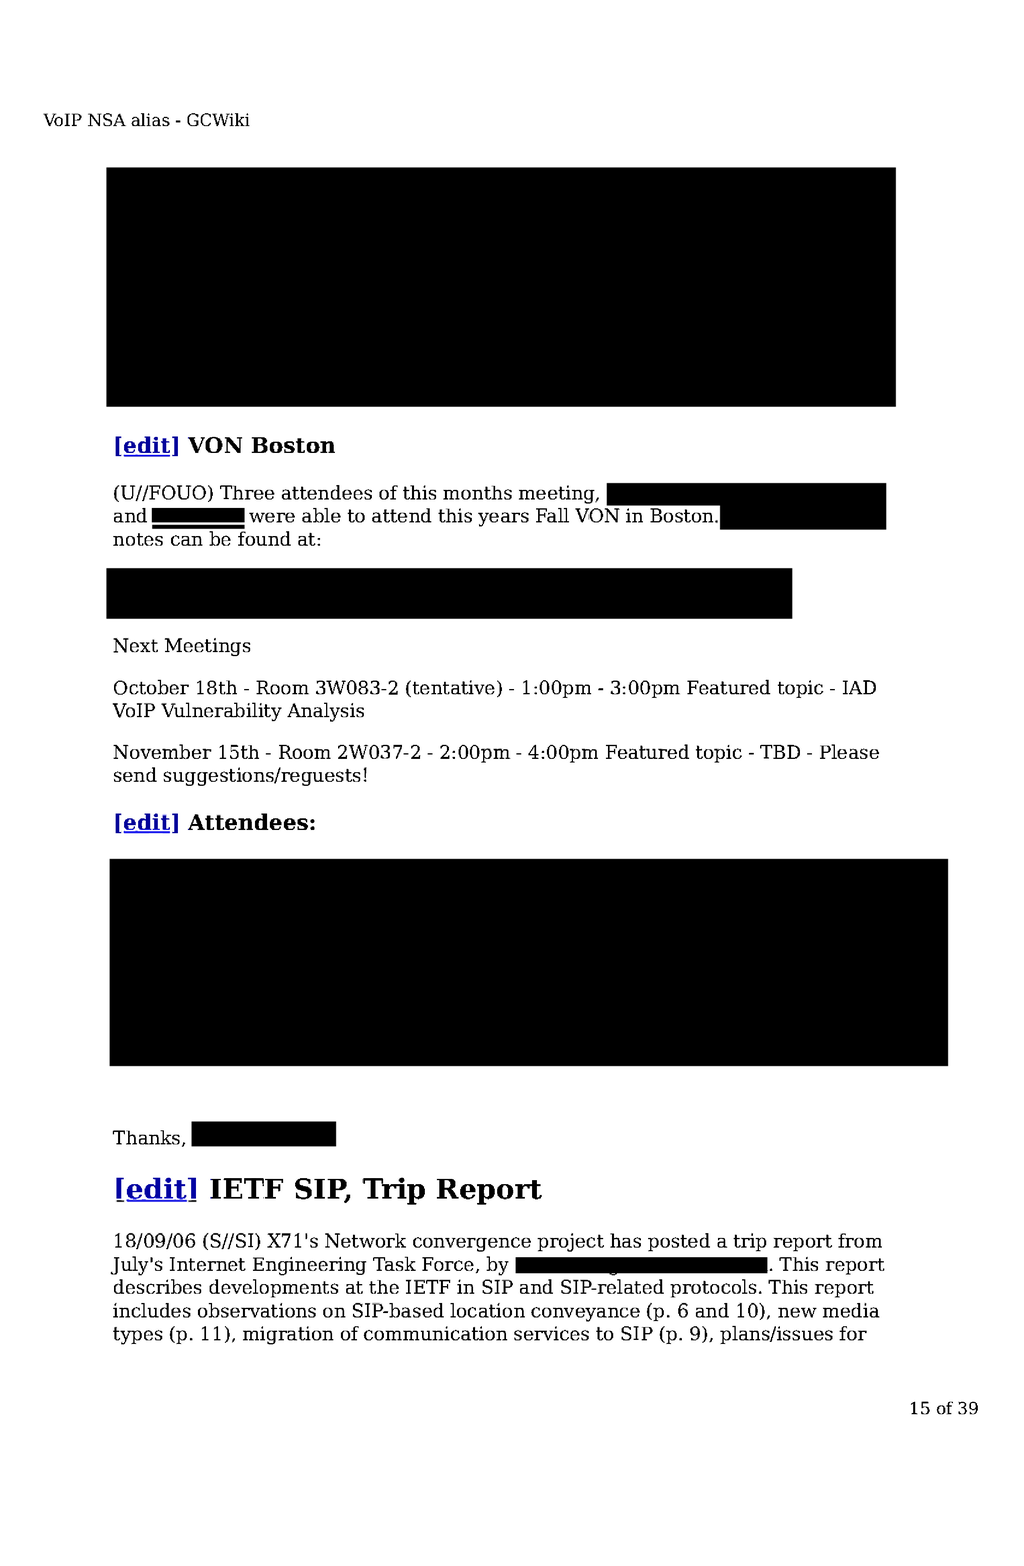 VoIP NSA alias - GCWiki
[edit] VON Boston
(U//FOUO) Three attendees of this months meeting,
and were able to attend this years Fall VON in Boston.
notes can be found at:
Next Meetings
October 18th - Room 3W083-2 (tentative) - 1:00pm - 3:00pm Featured topic - IAD
VoIP Vulnerability Analysis
November 15th - Room 2W037-2 - 2:00pm - 4:00pm Featured topic - TBD - Please
send suggestions/reguests!
[edit] Attendees:
Thanks,
[edit] IETF SIP, Trip Report
18/09/06 (S//SI) X71's Network convergence project has posted a trip report from
July's Internet Engineering Task Force, by . This report
describes developments at the IETF in SIP and SIP-related protocols. This report
includes observations on SIP-based location conveyance (p. 6 and 10), new media
types (p. 11), migration of communication services to SIP (p. 9), plans/issues for
15 of 39